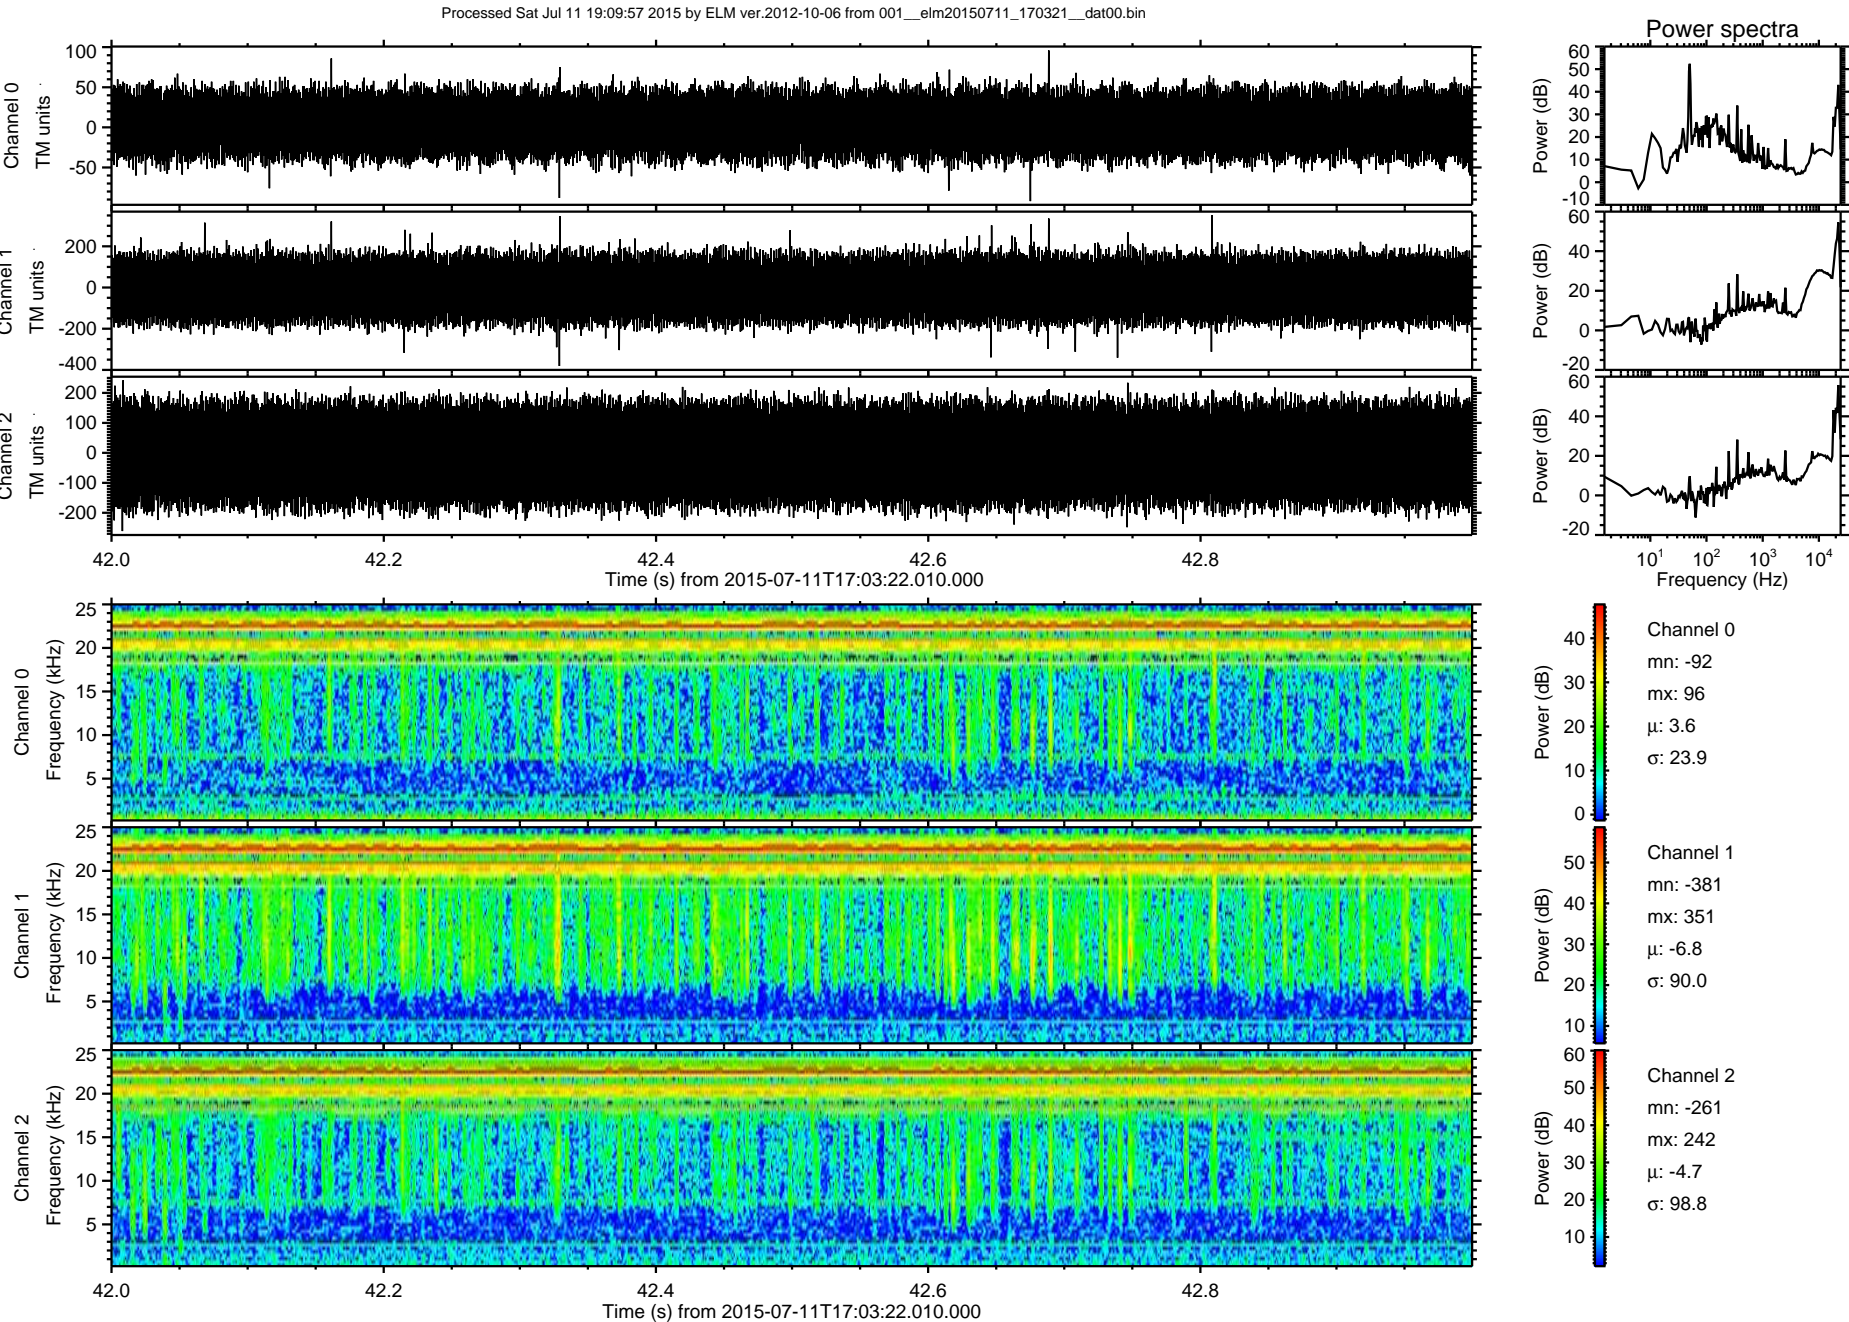 Processed Sat Jul 11 19:09:57 2015 by ELM ver.2012-10-06 from 001__elm20150711_170321__dat00.bin
Power spectra
Channel 0
TM units
100
50
0
-50
Power (dB)
60
50
40
30
20
10
0
-10
Channel 1
TM units
200
0
-200
-400
Power (dB)
60
40
20
0
-20
Channel 2
TM units
200
100
0
-100
-200
Power (dB)
60
40
20
0
-20
42.0 42.2 42.4 42.6 42.8
Time (s) from 2015-07-11T17:03:22.010.000
10^1 10^2 10^3 10^4
Frequency (Hz)
Channel 0
Frequency (kHz)
25
20
15
10
5
Power (dB)
40
30
20
10
0
Channel 0
mn: -92
mx: 96
μ: 3.6
σ: 23.9
Channel 1
Frequency (kHz)
25
20
15
10
5
Power (dB)
50
40
30
20
10
Channel 1
mn: -381
mx: 351
μ: -6.8
σ: 90.0
Channel 2
Frequency (kHz)
25
20
15
10
5
Power (dB)
60
50
40
30
20
10
Channel 2
mn: -261
mx: 242
μ: -4.7
σ: 98.8
42.0 42.2 42.4 42.6 42.8
Time (s) from 2015-07-11T17:03:22.010.000